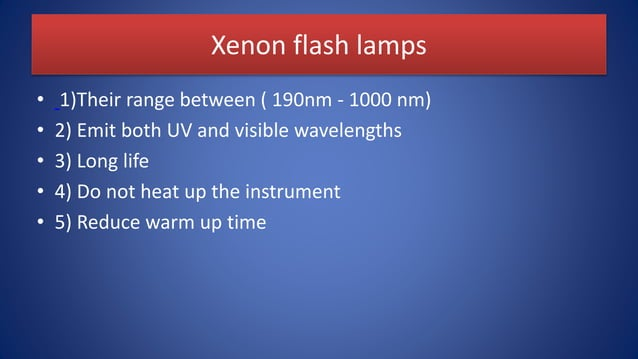 Xenon flash lamps
• 1)Their range between ( 190nm - 1000 nm)
• 2) Emit both UV and visible wavelengths
• 3) Long life
• 4) Do not heat up the instrument
• 5) Reduce warm up time